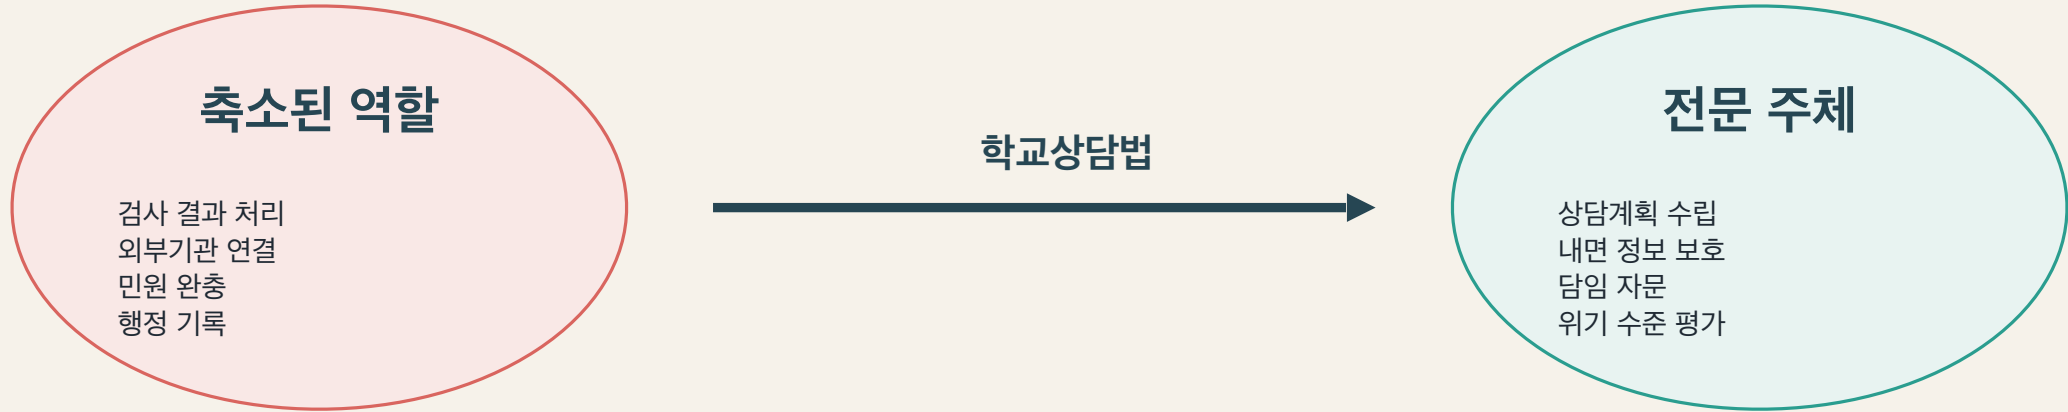 축소된 역할
검사 결과 처리
외부기관 연결
민원 완충
행정 기록
학교상담법
전문 주체
상담계획 수립
내면 정보 보호
담임 자문
위기 수준 평가